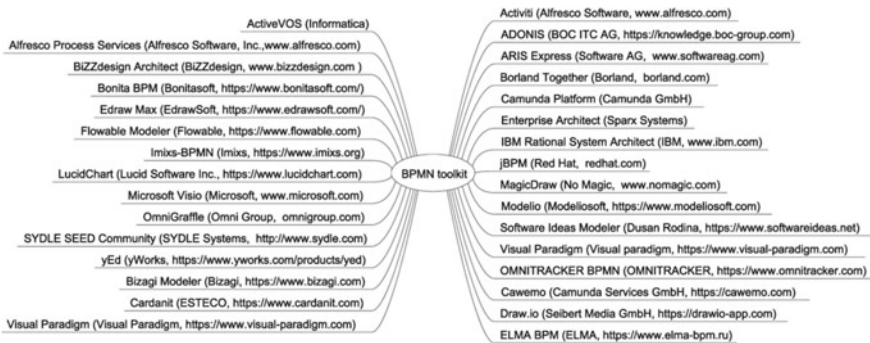 ActiveVOS (Informatica)
Alfresco Process Services (Alfresco Software, Inc.,www.alfresco.com)
BiZZdesign Architect (BiZZdesign, www.bizzdesign.com )
Bonita BPM (Bonitasoft, https://www.bonitasoft.com/)
Edraw Max (EdrawSoft, https://www.edrawsoft.com/)
Flowable Modeler (Flowable, https://www.flowable.com)
Imixs-BPMN (Imixs, https://www.imixs.org)
LucidChart (Lucid Software Inc., https://www.lucidchart.com)
Microsoft Visio (Microsoft, www.microsoft.com)
OmniGraffle (Omni Group, omnigroup.com)
SYDLE SEED Community (SYDLE Systems, http://www.sydle.com)
yEd (yWorks, https://www.yworks.com/products/yed)
Bizagi Modeler (Bizagi, https://www.bizagi.com)
Cardanit (ESTECO, https://www.cardanit.com)
Visual Paradigm (Visual Paradigm, https://www.visual-paradigm.com)
BPMN toolkit
Activiti (Alfresco Software, www.alfresco.com)
ADONIS (BOC ITC AG, https://knowledge.boc-group.com)
ARIS Express (Software AG, www.softwareag.com)
Borland Together (Borland, borland.com)
Camunda Platform (Camunda GmbH)
Enterprise Architect (Sparx Systems)
IBM Rational System Architect (IBM, www.ibm.com)
jBPM (Red Hat, redhat.com)
MagicDraw (No Magic, www.nomagic.com)
Modelio (Modeliosoft, https://www.modeliosoft.com)
Software Ideas Modeler (Dusan Rodina, https://www.softwareideas.net)
Visual Paradigm (Visual paradigm, https://www.visual-paradigm.com)
OMNITRACKER BPMN (OMNITRACKER, https://www.omnitracker.com)
Cawemo (Camunda Services GmbH, https://cawemo.com)
Draw.io (Seibert Media GmbH, https://drawio-app.com)
ELMA BPM (ELMA, https://www.elma-bpm.ru)